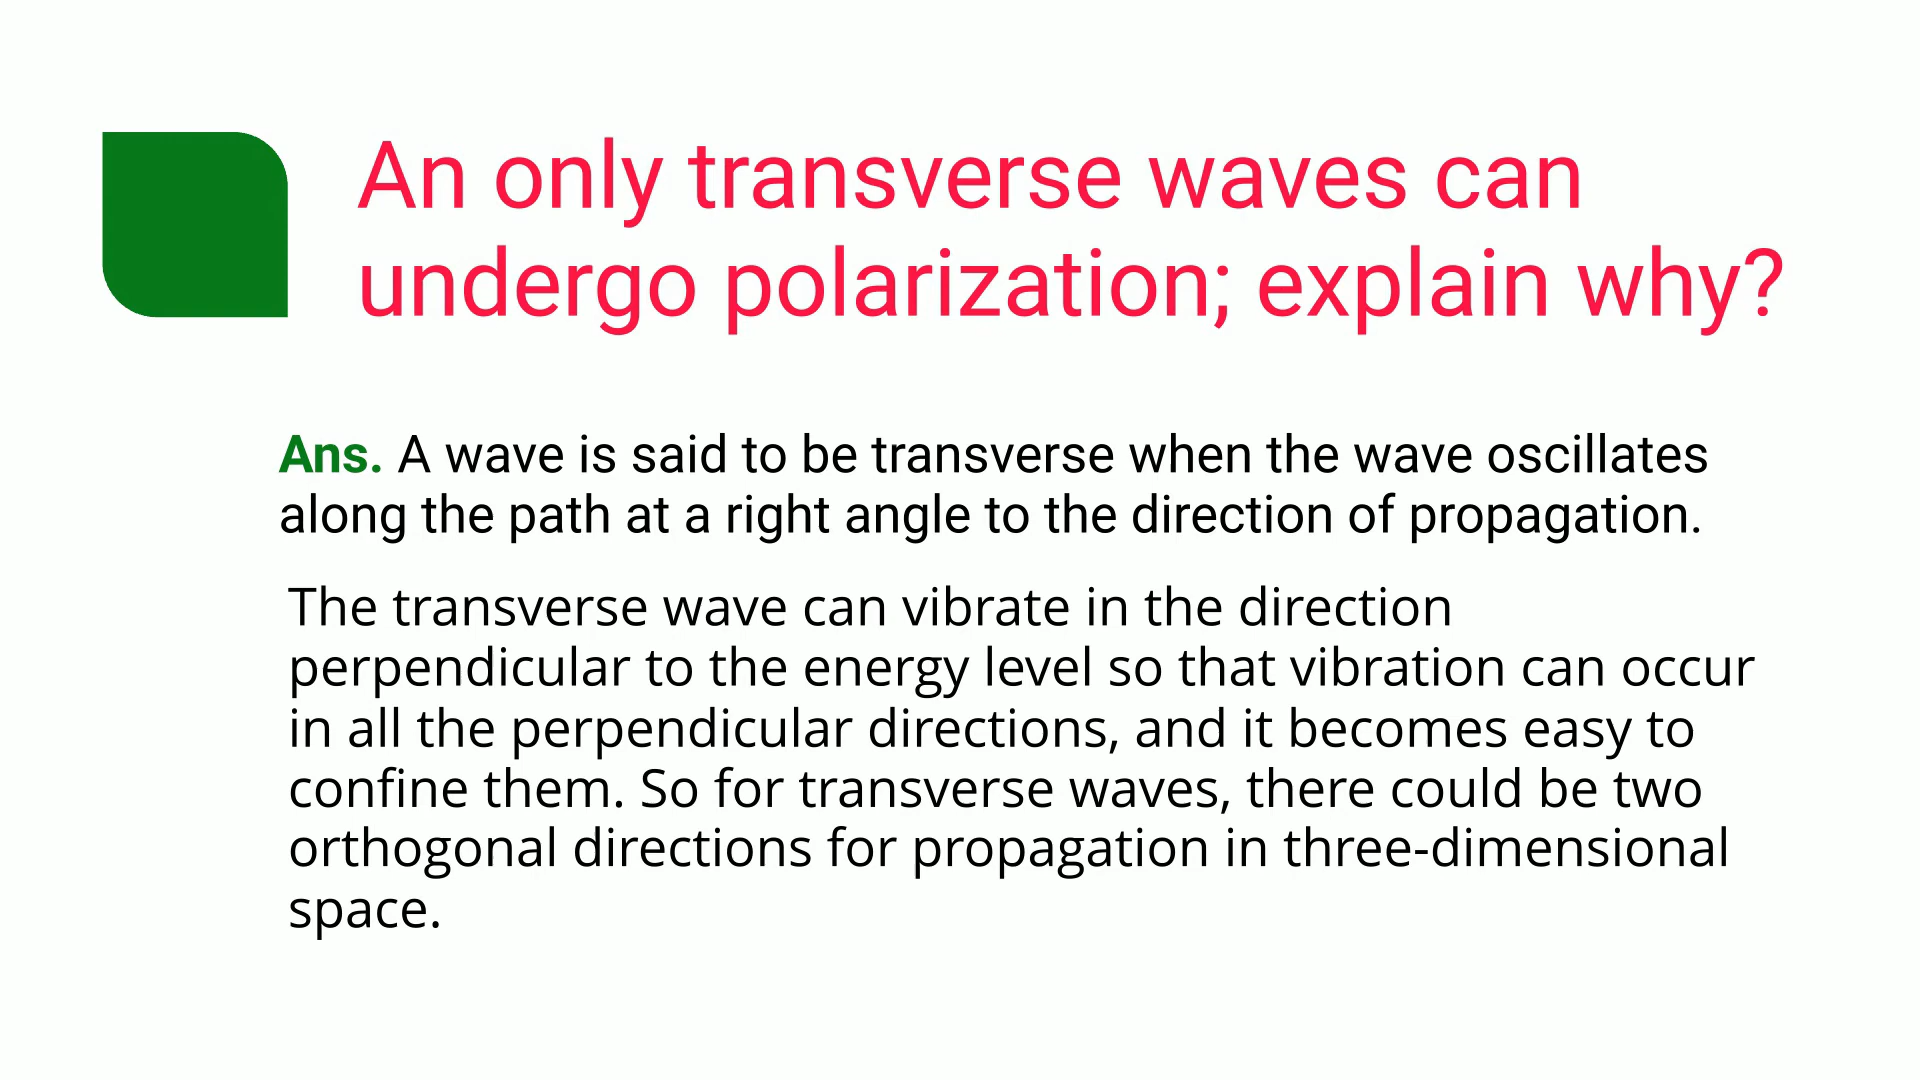 An only transverse waves can
undergo polarization; explain why?
Ans. A wave is said to be transverse when the wave oscillates
along the path at a right angle to the direction of propagation.
The transverse wave can vibrate in the direction
perpendicular to the energy level so that vibration can occur
in all the perpendicular directions, and it becomes easy to
confine them. So for transverse waves, there could be two
orthogonal directions for propagation in three-dimensional
space.